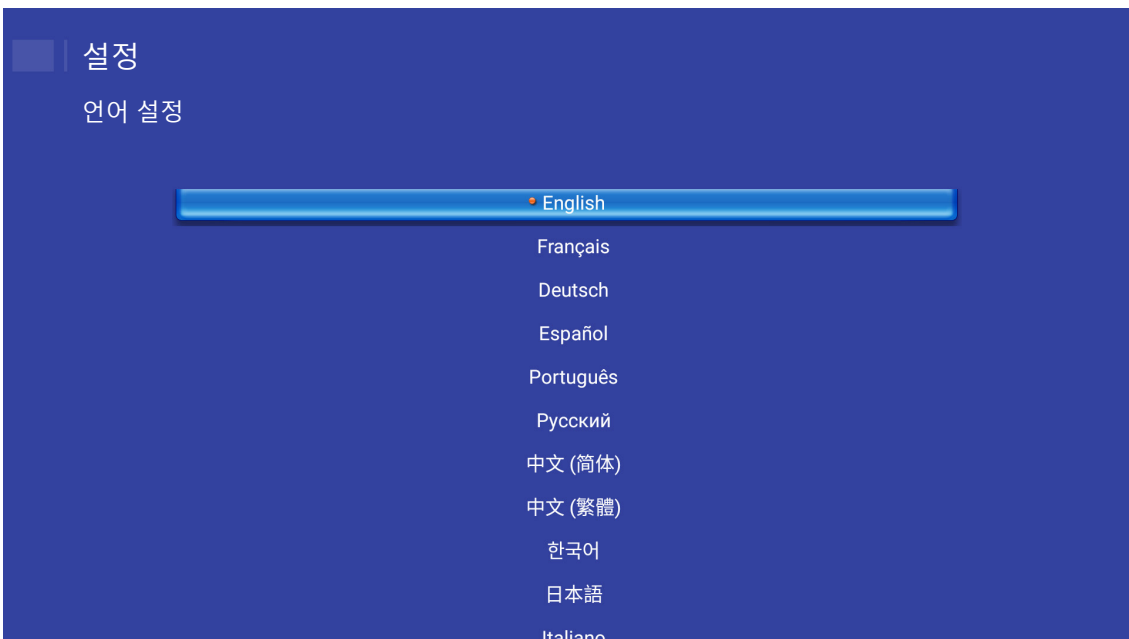 설정
언어 설정
English
Français
Deutsch
Español
Português
Русский
中文 (简体)
中文 (繁體)
한국어
日本語
Italiano